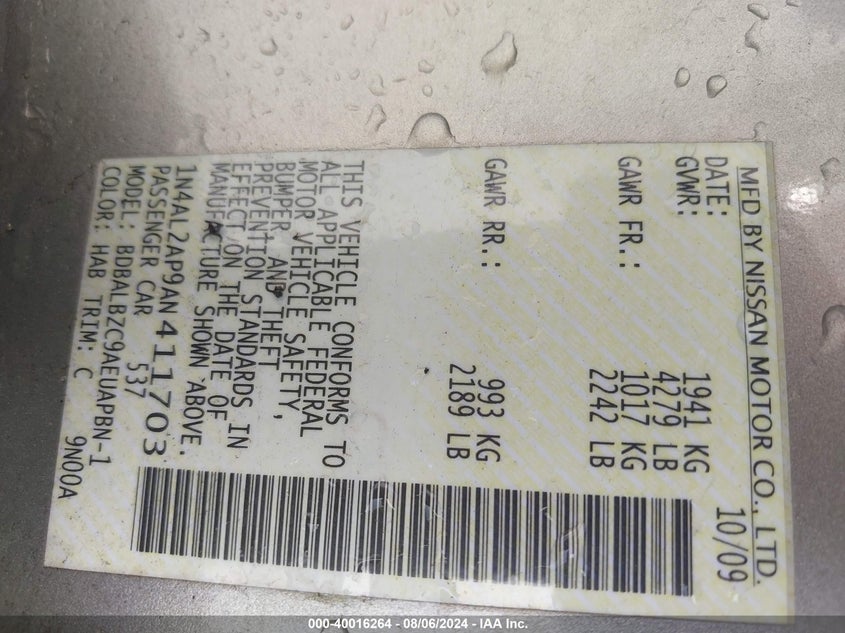 MFD BY NISSAN MOTOR CO., LTD.
DATE: 10/09
GVWR: 1941 KG
4279 LB
GAWR FR.: 1017 KG
2242 LB
GAWR RR.: 993 KG
2189 LB
THIS VEHICLE CONFORMS TO
ALL APPLICABLE FEDERAL
MOTOR VEHICLE SAFETY,
BUMPER, AND THEFT
PREVENTION STANDARDS IN
EFFECT ON THE DATE OF
MANUFACTURE SHOWN ABOVE.
1N4AL2AP9AN411703
PASSENGER CAR 537
MODEL: BDBALBZC9AEUAPBN-1
COLOR: HAB TRIM: C 9N00A
000-40016264 - 08/06/2024 - IAA Inc.